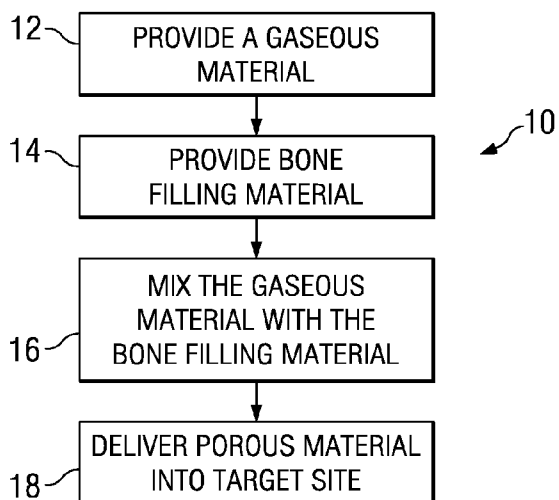 12
PROVIDE A GASEOUS
MATERIAL
10
14
PROVIDE BONE
FILLING MATERIAL
16
MIX THE GASEOUS
MATERIAL WITH THE
BONE FILLING MATERIAL
18
DELIVER POROUS MATERIAL
INTO TARGET SITE